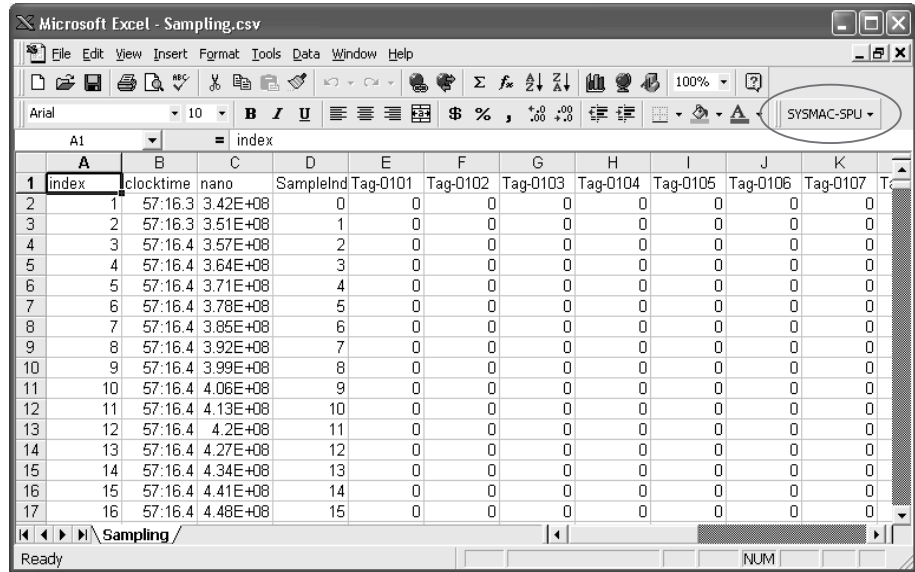 Microsoft Excel - Sampling.csv
File Edit View Insert Format Tools Data Window Help
100%
Arial 10 B I U $ % , SYSMAC-SPU
A1 = index
A B C D E F G H I J K
1 index clocktime nano SampleInd Tag-0101 Tag-0102 Tag-0103 Tag-0104 Tag-0105 Tag-0106 Tag-0107
2 1 57:16.3 3.42E+08 0 0 0 0 0 0 0 0
3 2 57:16.3 3.51E+08 1 0 0 0 0 0 0 0
4 3 57:16.4 3.57E+08 2 0 0 0 0 0 0 0
5 4 57:16.4 3.64E+08 3 0 0 0 0 0 0 0
6 5 57:16.4 3.71E+08 4 0 0 0 0 0 0 0
7 6 57:16.4 3.78E+08 5 0 0 0 0 0 0 0
8 7 57:16.4 3.85E+08 6 0 0 0 0 0 0 0
9 8 57:16.4 3.92E+08 7 0 0 0 0 0 0 0
10 9 57:16.4 3.99E+08 8 0 0 0 0 0 0 0
11 10 57:16.4 4.06E+08 9 0 0 0 0 0 0 0
12 11 57:16.4 4.13E+08 10 0 0 0 0 0 0 0
13 12 57:16.4 4.2E+08 11 0 0 0 0 0 0 0
14 13 57:16.4 4.27E+08 12 0 0 0 0 0 0 0
15 14 57:16.4 4.34E+08 13 0 0 0 0 0 0 0
16 15 57:16.4 4.41E+08 14 0 0 0 0 0 0 0
17 16 57:16.4 4.48E+08 15 0 0 0 0 0 0 0
Sampling
Ready NUM